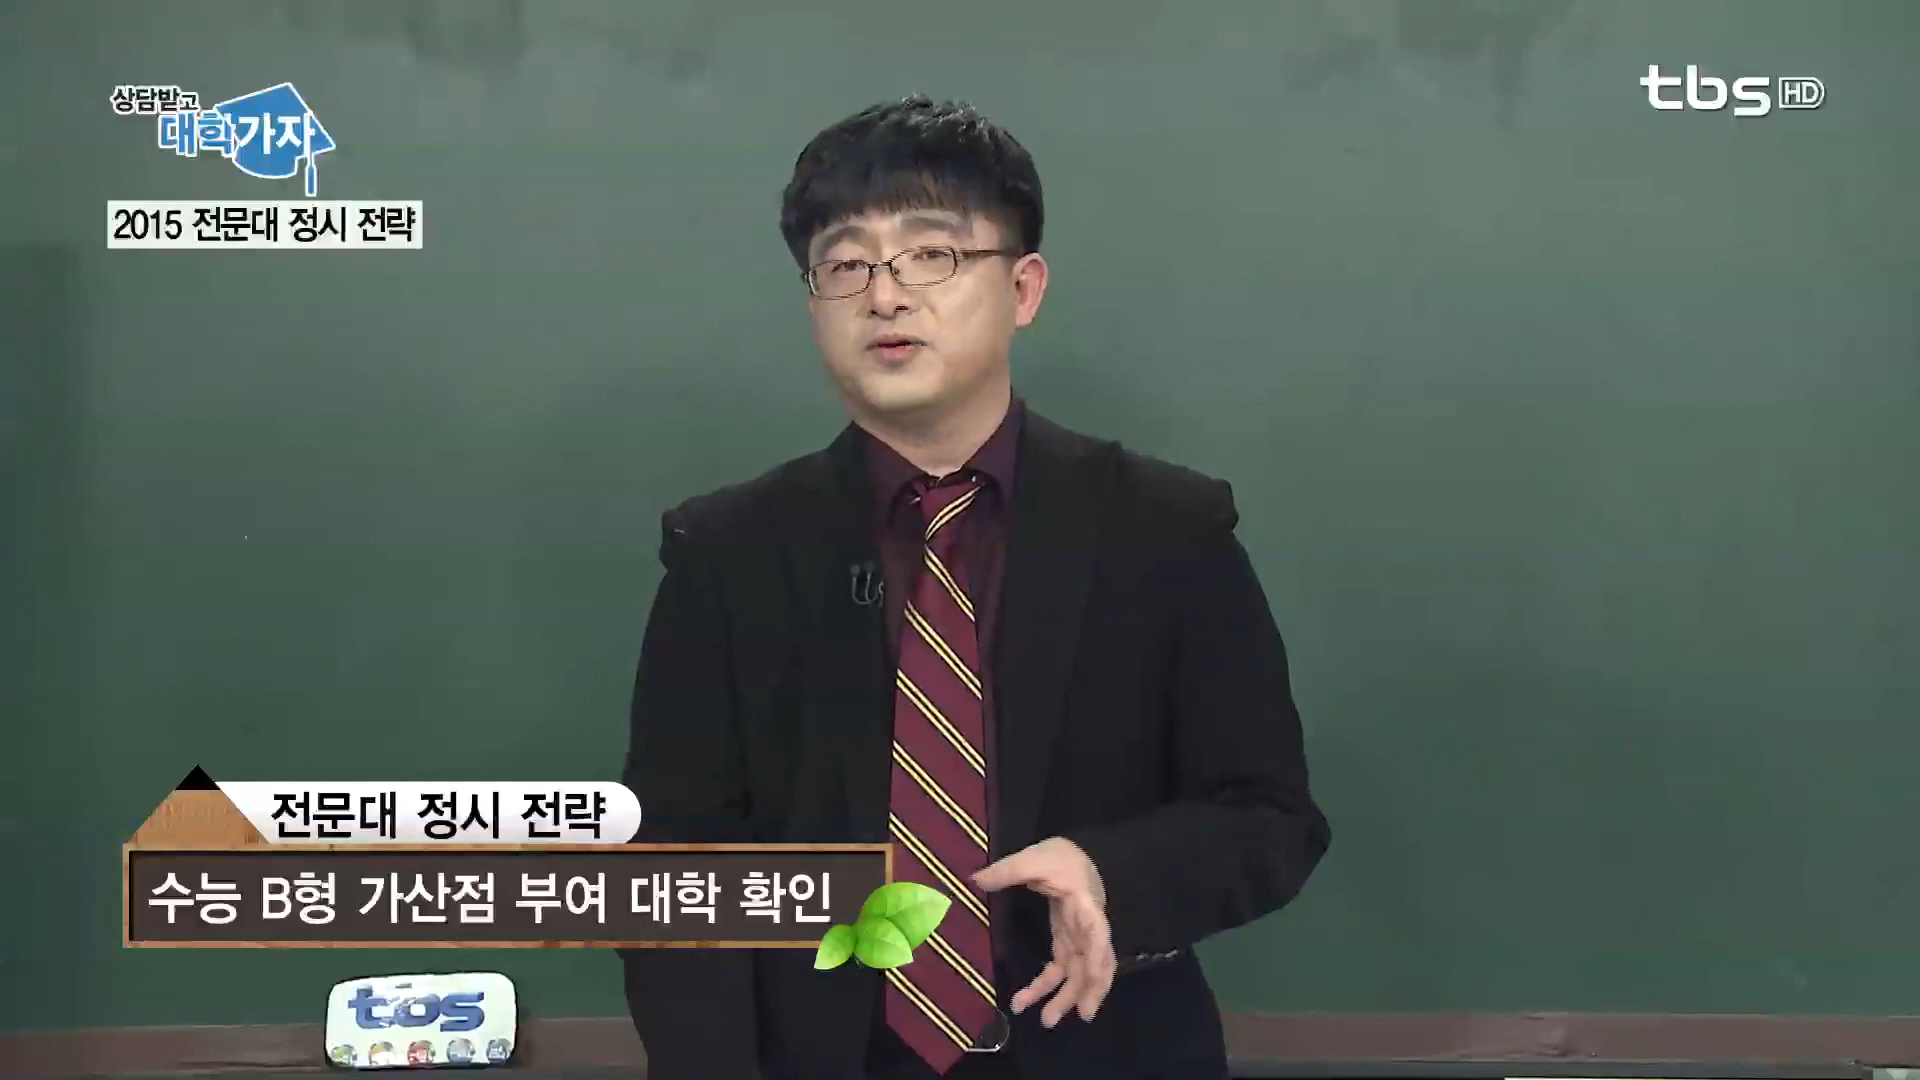 상담받고
대학가자
tbs HD
2015 전문대 정시 전략
전문대 정시 전략
수능 B형 가산점 부여 대학 확인
tbs